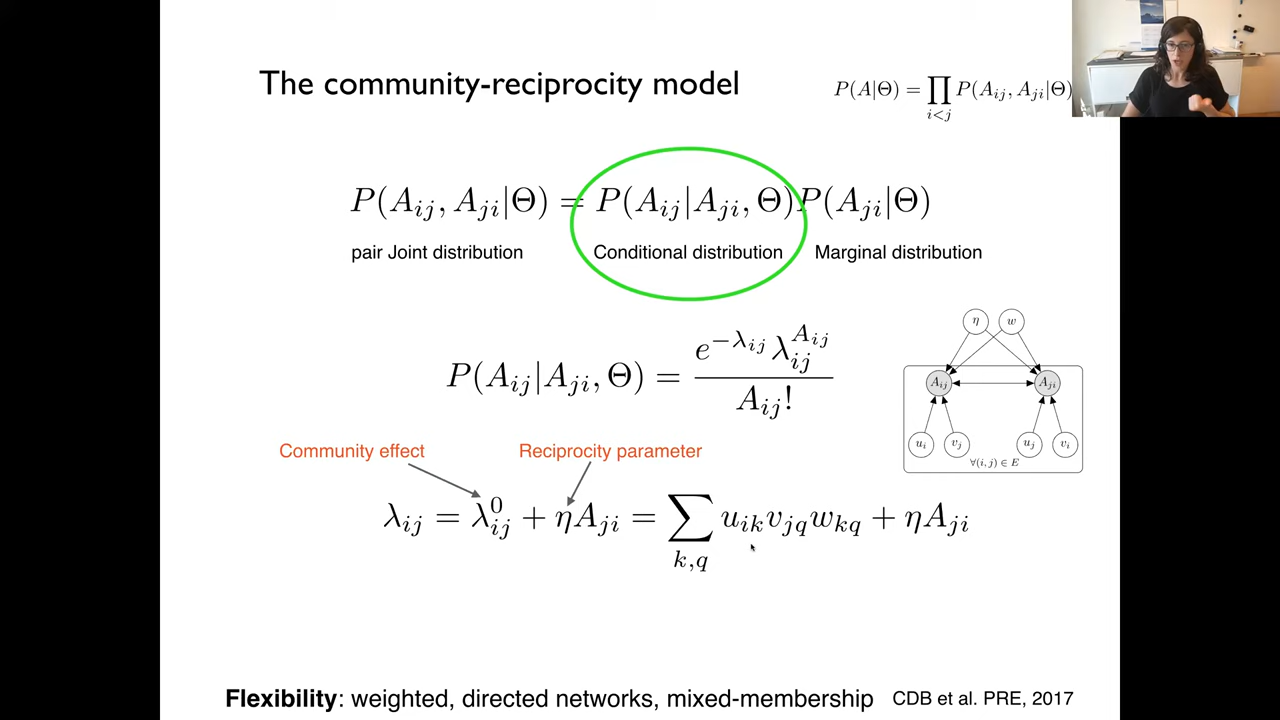 The community-reciprocity model
P(A|Θ) = ∏_{i<j} P(A_{ij}, A_{ji}|Θ)
P(A_{ij}, A_{ji}|Θ) = P(A_{ij}|A_{ji}, Θ)P(A_{ji}|Θ)
pair Joint distribution Conditional distribution Marginal distribution
P(A_{ij}|A_{ji}, Θ) = \frac{e^{-λ_{ij}} λ_{ij}^{A_{ij}}}{A_{ij}!}
η w
A_{ij} A_{ji}
u_i v_j u_j v_i
∀(i, j) ∈ E
Community effect Reciprocity parameter
λ_{ij} = λ_{ij}^0 + ηA_{ji} = ∑_{k,q} u_{ik}v_{jq}w_{kq} + ηA_{ji}
Flexibility: weighted, directed networks, mixed-membership CDB et al. PRE, 2017